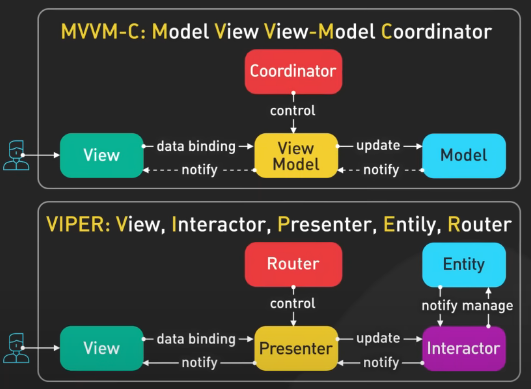 MVVM-C: Model View View-Model Coordinator
Coordinator
control
View
data binding
notify
View
Model
update
notify
Model
VIPER: View, Interactor, Presenter, Entily, Router
Router
Entity
control
notify manage
View
data binding
notify
Presenter
update
notify
Interactor